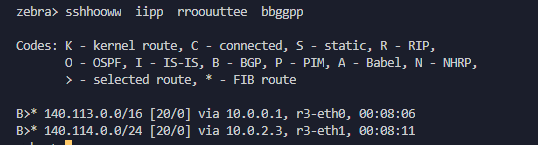 zebra> sshhooww  iipp  rroouuttee  bbggpp
Codes: K - kernel route, C - connected, S - static, R - RIP,
       O - OSPF, I - IS-IS, B - BGP, P - PIM, A - Babel, N - NHRP,
       > - selected route, * - FIB route
B>* 140.113.0.0/16 [20/0] via 10.0.0.1, r3-eth0, 00:08:06
B>* 140.114.0.0/24 [20/0] via 10.0.2.3, r3-eth1, 00:08:11